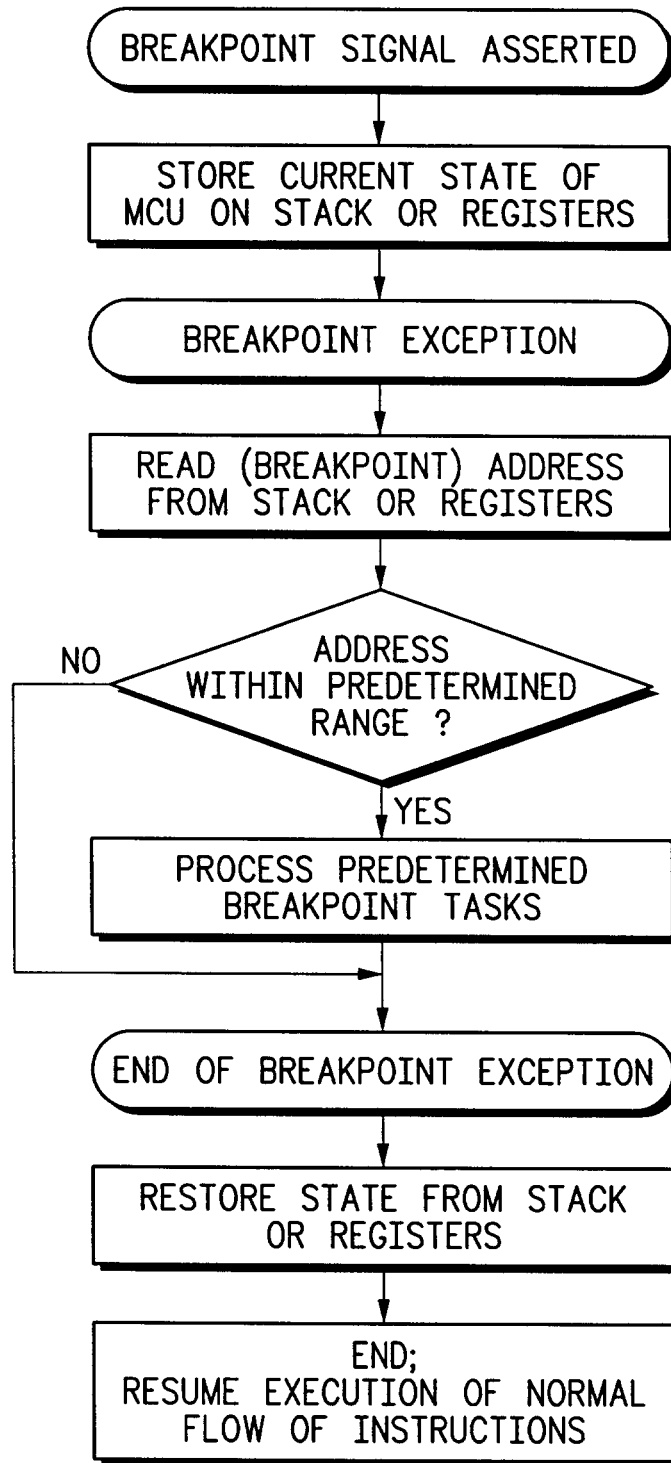 BREAKPOINT SIGNAL ASSERTED
STORE CURRENT STATE OF
MCU ON STACK OR REGISTERS
BREAKPOINT EXCEPTION
READ (BREAKPOINT) ADDRESS
FROM STACK OR REGISTERS
ADDRESS
WITHIN PREDETERMINED
RANGE ?
NO
YES
PROCESS PREDETERMINED
BREAKPOINT TASKS
END OF BREAKPOINT EXCEPTION
RESTORE STATE FROM STACK
OR REGISTERS
END;
RESUME EXECUTION OF NORMAL
FLOW OF INSTRUCTIONS